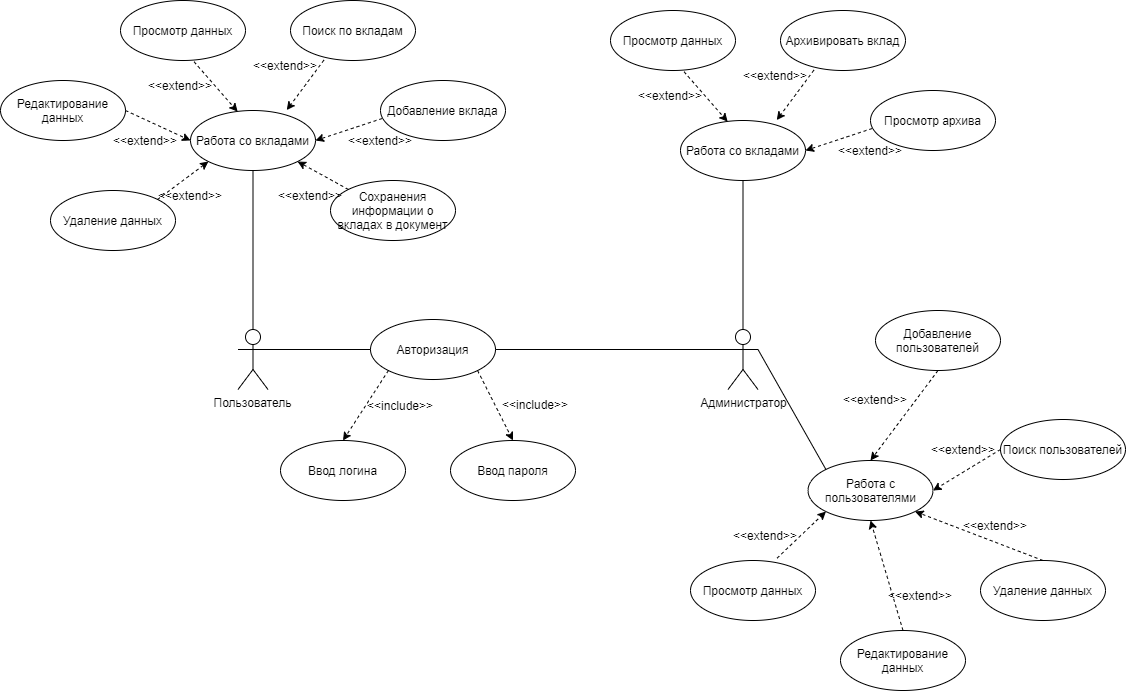 Просмотр данных
Поиск по вкладам
<<extend>>
<<extend>>
Редактирование
данных
Добавление вклада
<<extend>>
Работа со вкладами
<<extend>>
Удаление данных
<<extend>>
<<extend>>
Сохранения
информации о
вкладах в документ
Просмотр данных
Архивировать вклад
<<extend>>
<<extend>>
Просмотр архива
Работа со вкладами
<<extend>>
Пользователь
Авторизация
Администратор
<<include>>
<<include>>
Ввод логина
Ввод пароля
Добавление
пользователей
<<extend>>
<<extend>>
Поиск пользователей
Работа с
пользователями
<<extend>>
<<extend>>
Просмотр данных
<<extend>>
Удаление данных
Редактирование
данных